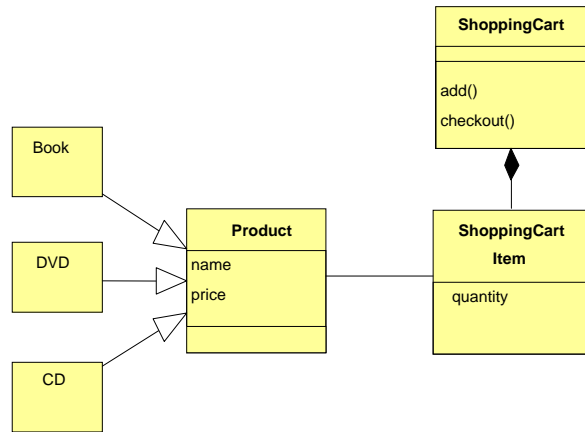 ShoppingCart
add()
checkout()
Book
Product
name
price
DVD
CD
ShoppingCart
Item
quantity